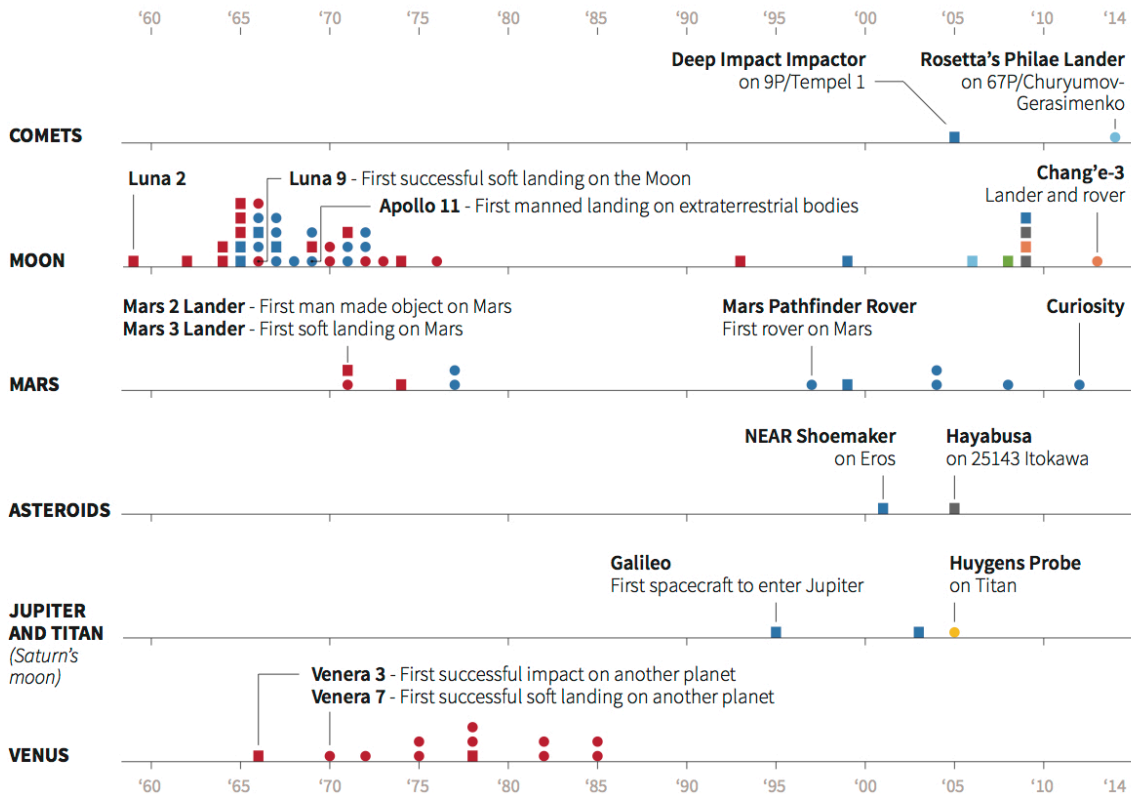 ‘60 ‘65 ‘70 ‘75 ‘80 ‘85 ‘90 ‘95 ‘00 ‘05 ‘10 ‘14
Deep Impact Impactor
on 9P/Tempel 1
Rosetta’s Philae Lander
on 67P/Churyumov-
Gerasimenko
COMETS
Luna 2
Luna 9 - First successful soft landing on the Moon
Apollo 11 - First manned landing on extraterrestrial bodies
Chang’e-3
Lander and rover
MOON
Mars 2 Lander - First man made object on Mars
Mars 3 Lander - First soft landing on Mars
Mars Pathfinder Rover
First rover on Mars
Curiosity
MARS
NEAR Shoemaker
on Eros
Hayabusa
on 25143 Itokawa
ASTEROIDS
Galileo
First spacecraft to enter Jupiter
Huygens Probe
on Titan
JUPITER
AND TITAN
(Saturn’s
moon)
Venera 3 - First successful impact on another planet
Venera 7 - First successful soft landing on another planet
VENUS
‘60 ‘65 ‘70 ‘75 ‘80 ‘85 ‘90 ‘95 ‘00 ‘05 ‘10 ‘14